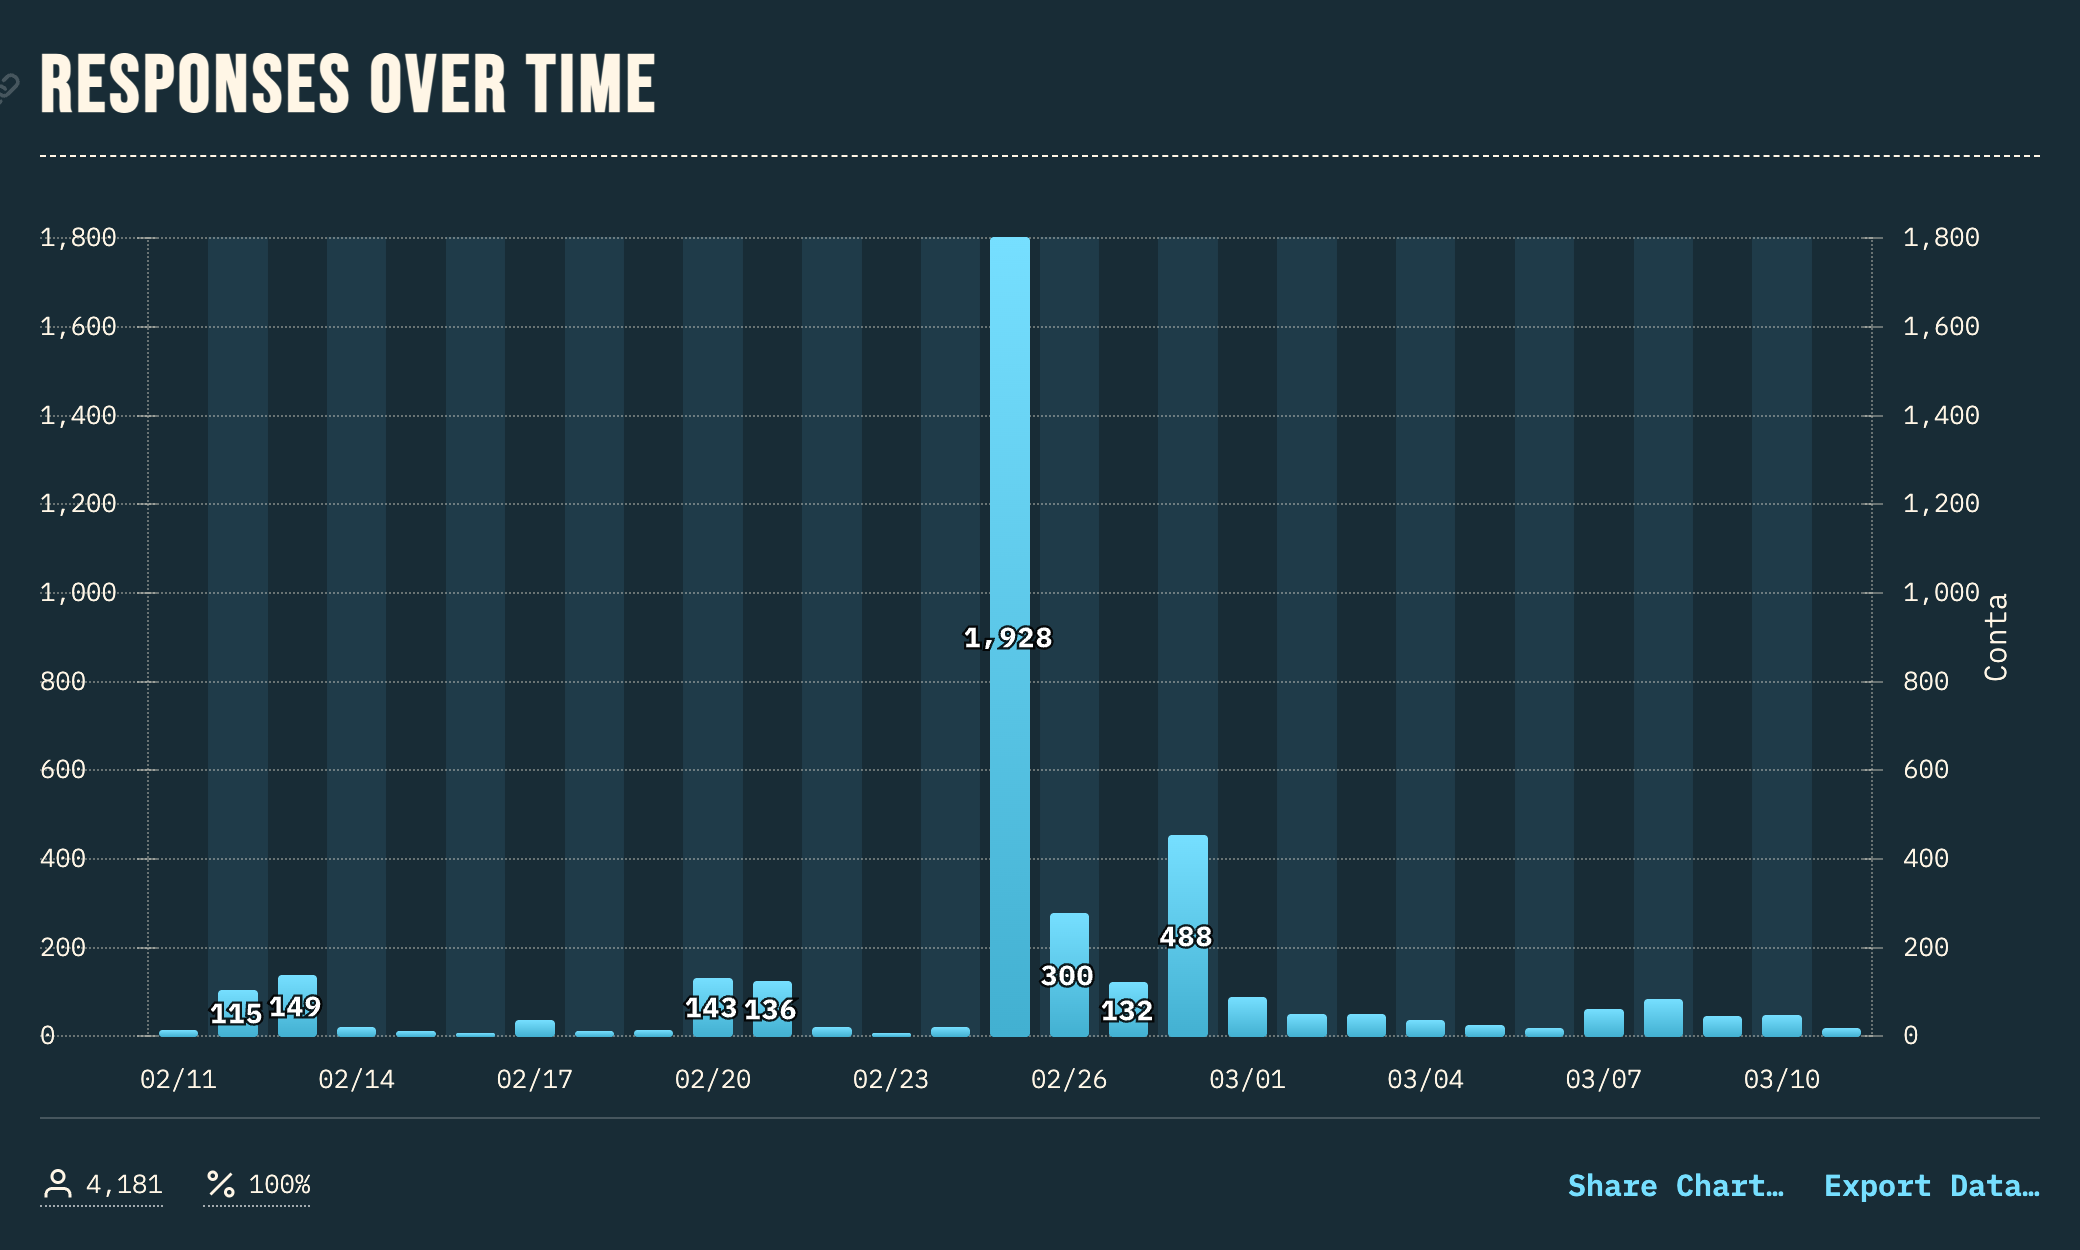 RESPONSES OVER TIME
1,800 1,800
1,600 1,600
1,400 1,400
1,200 1,200
1,000 1,000
Conta
1,928
800 800
600 600
400 400
488
200 200
300
115 149 143 136 132
0 0
02/11 02/14 02/17 02/20 02/23 02/26 03/01 03/04 03/07 03/10
4,181 100% Share Chart… Export Data…